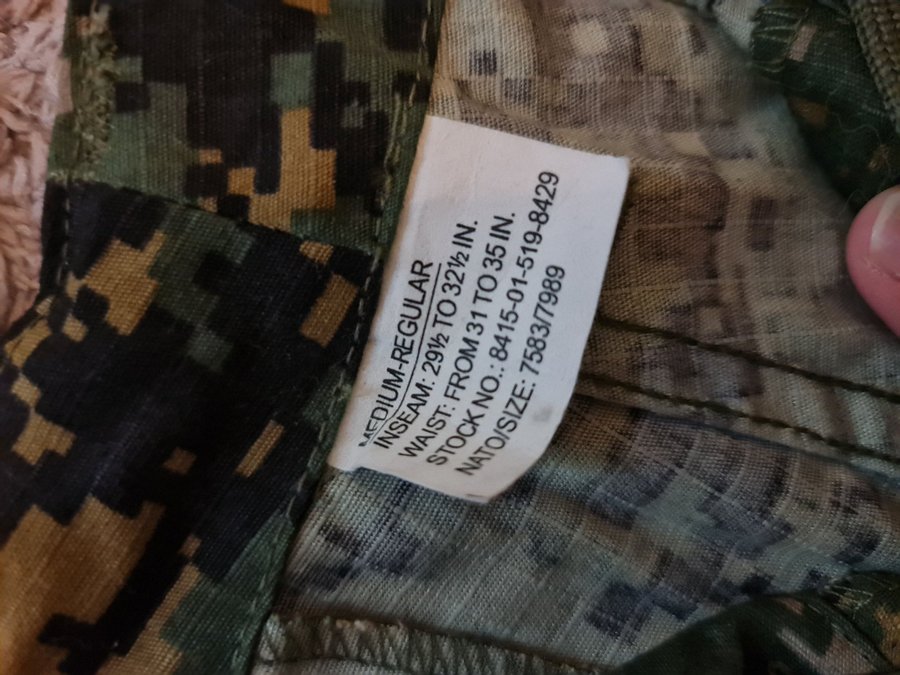 MEDIUM-REGULAR
INSEAM: 29½ TO 32½ IN.
WAIST: FROM 31 TO 35 IN.
STOCK NO.: 8415-01-519-8429
NATO/SIZE: 7583/7989